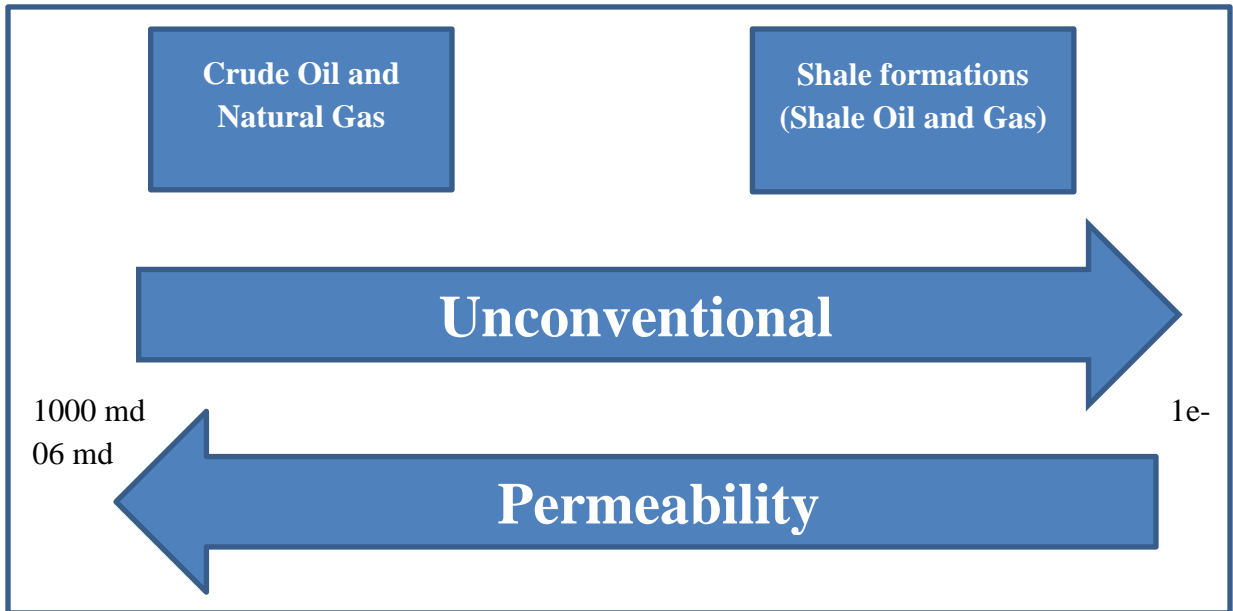 Crude Oil and
Natural Gas
Shale formations
(Shale Oil and Gas)
Unconventional
1000 md 1e-
06 md
Permeability